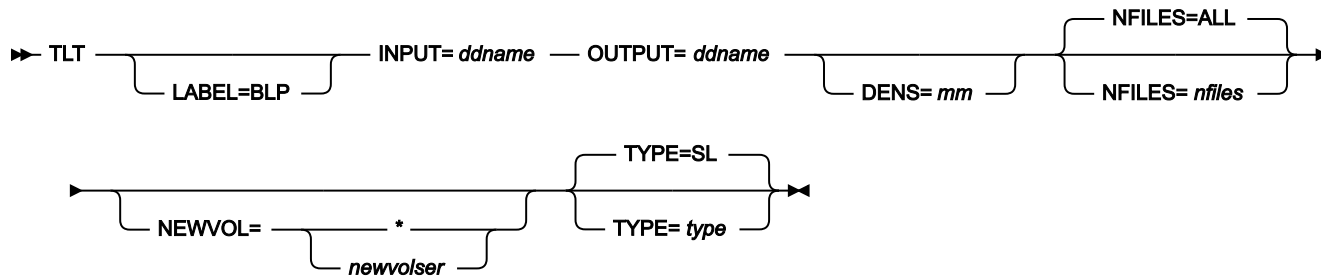 NFILES=ALL
TLT INPUT= ddname OUTPUT= ddname
LABEL=BLP DENS= mm NFILES= nfiles
TYPE=SL
NEWVOL= * TYPE= type
newvolser